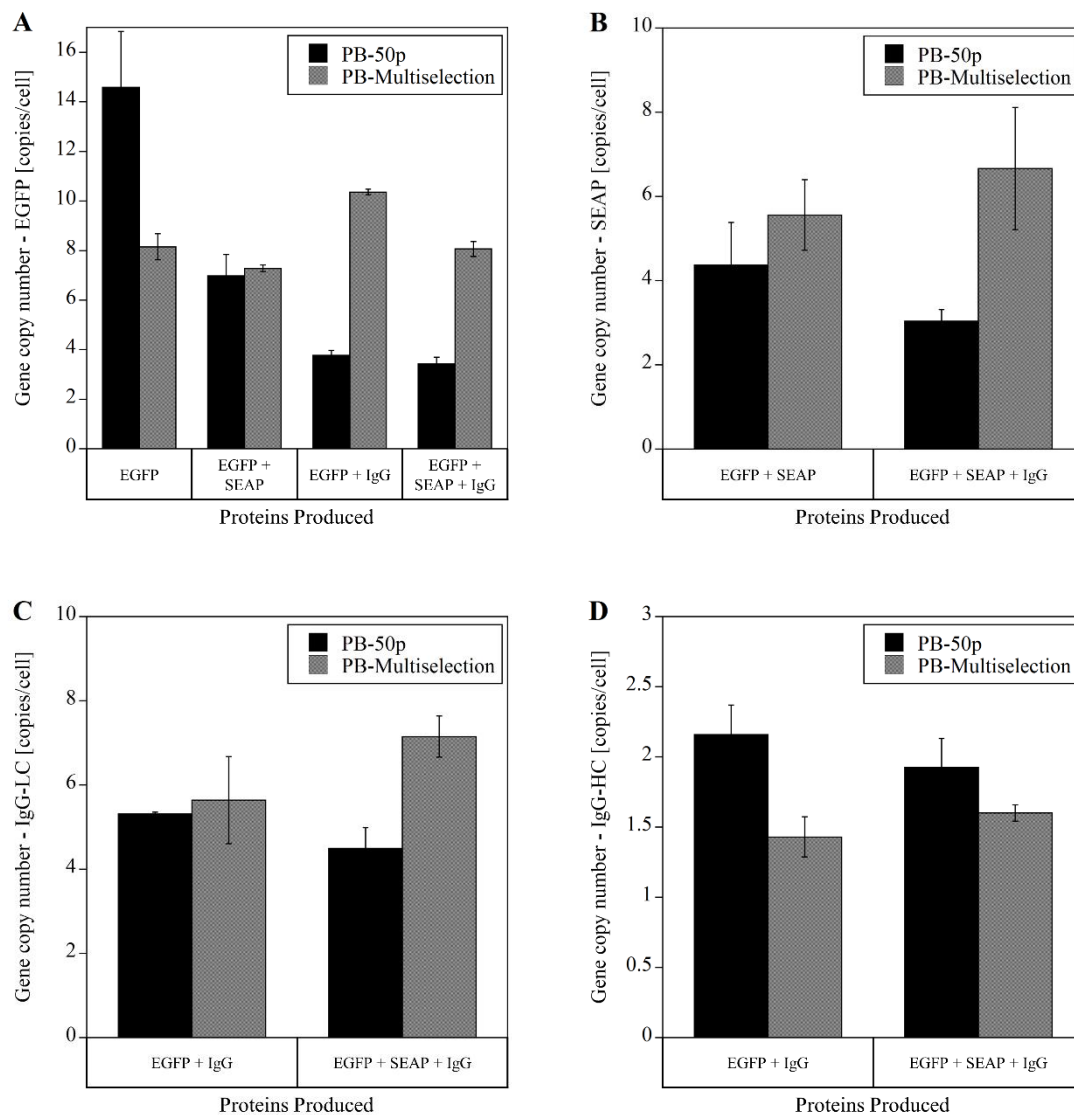 A
PB-50p
PB-Multiselection
Gene copy number - EGFP [copies/cell]
16
14
12
10
8
6
4
2
0
EGFP
EGFP +
SEAP
EGFP + IgG
EGFP +
SEAP + IgG
Proteins Produced
B
PB-50p
PB-Multiselection
Gene copy number - SEAP [copies/cell]
10
8
6
4
2
0
EGFP + SEAP
EGFP + SEAP + IgG
Proteins Produced
C
PB-50p
PB-Multiselection
Gene copy number - IgG-LC [copies/cell]
10
8
6
4
2
0
EGFP + IgG
EGFP + SEAP + IgG
Proteins Produced
D
PB-50p
PB-Multiselection
Gene copy number - IgG-HC [copies/cell]
3
2.5
2
1.5
1
0.5
0
EGFP + IgG
EGFP + SEAP + IgG
Proteins Produced